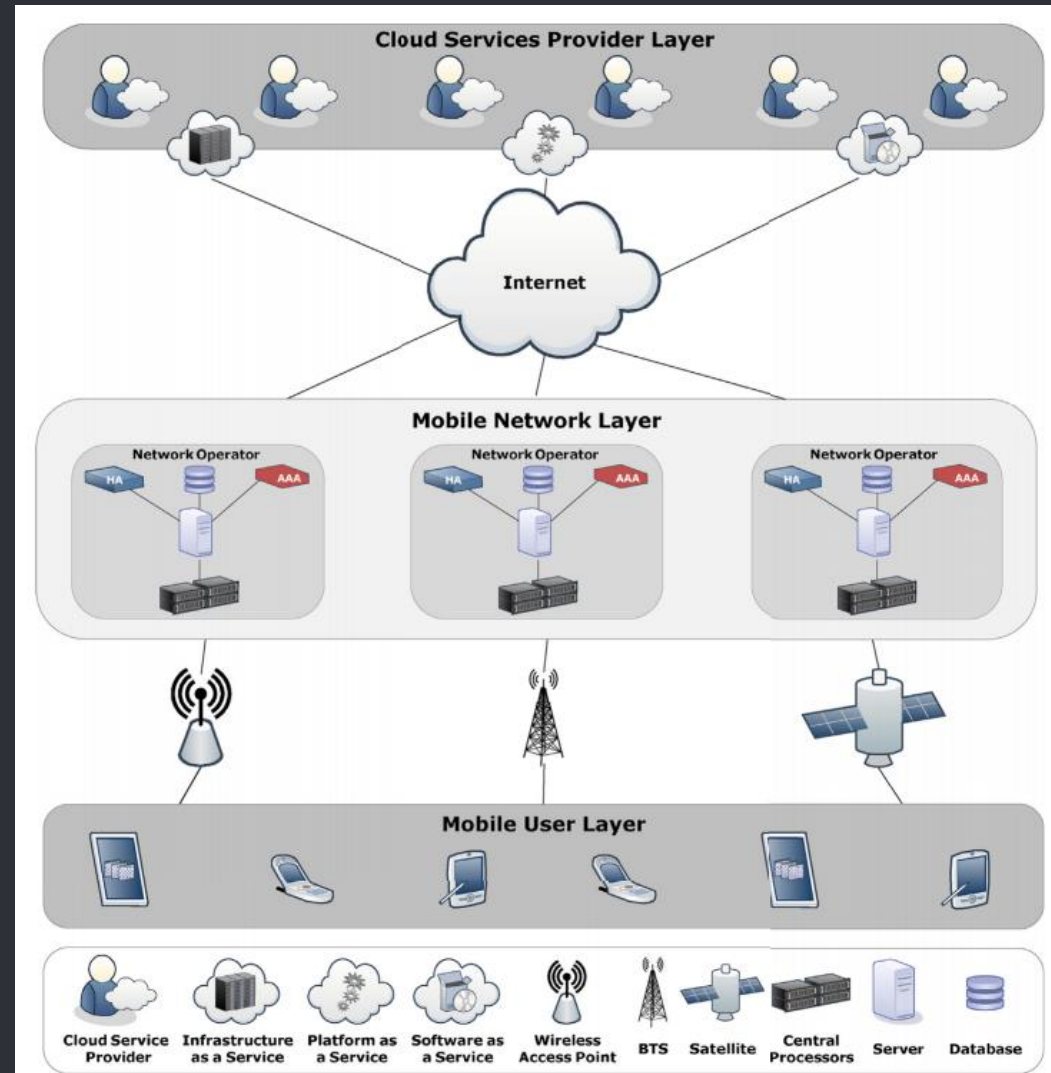 Cloud Services Provider Layer
Internet
Mobile Network Layer
Network Operator
HA
AAA
Network Operator
HA
AAA
Network Operator
HA
AAA
Mobile User Layer
Cloud Service
Provider
Infrastructure
as a Service
Platform as
a Service
Software as
a Service
Wireless
Access Point
BTS
Satellite
Central
Processors
Server
Database